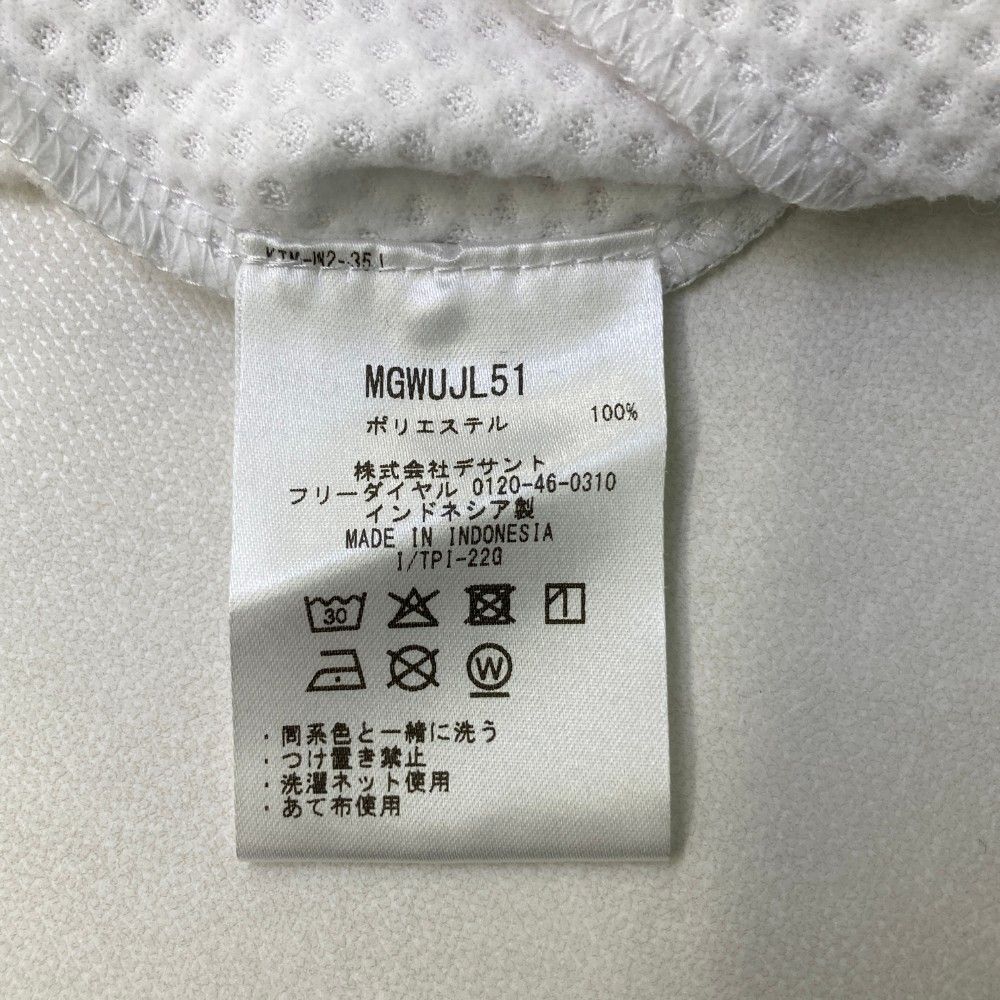 MGWUJL51
ポリエステル 100%
株式会社デサント
フリーダイヤル 0120-46-0310
インドネシア製
MADE IN INDONESIA
I/TPI-22G
30
W
・同系色と一緒に洗う
・つけ置き禁止
・洗濯ネット使用
・あて布使用